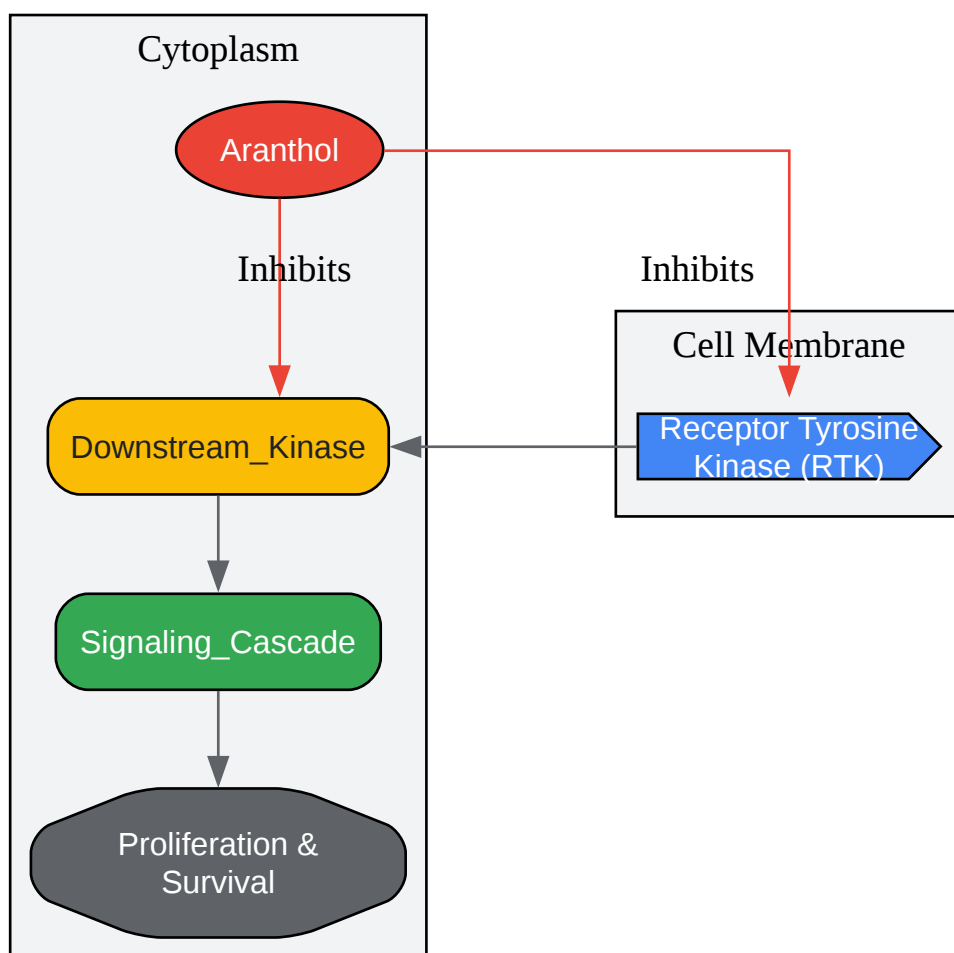 Cytoplasm
Aranthol
Inhibits
Inhibits
Cell Membrane
Receptor Tyrosine
Kinase (RTK)
Downstream_Kinase
Signaling_Cascade
Proliferation &
Survival